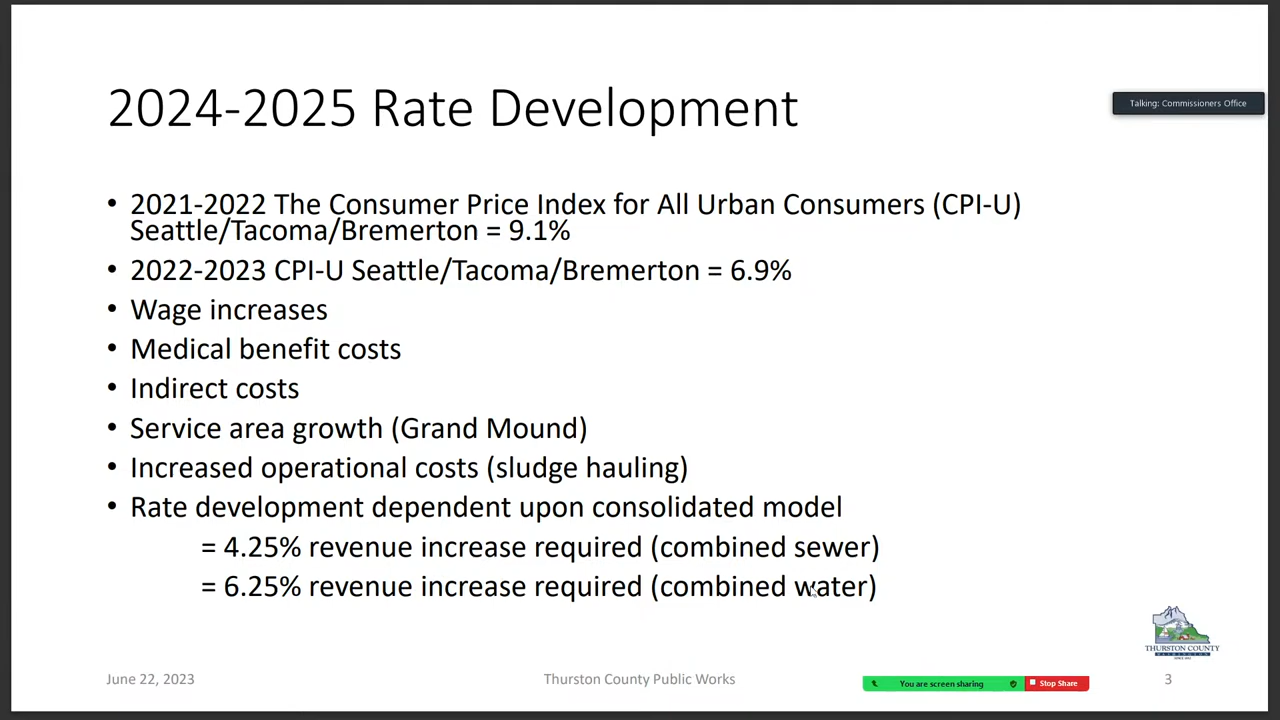 2024-2025 Rate Development
Talking: Commissioners Office
• 2021-2022 The Consumer Price Index for All Urban Consumers (CPI-U)
Seattle/Tacoma/Bremerton = 9.1%
• 2022-2023 CPI-U Seattle/Tacoma/Bremerton = 6.9%
• Wage increases
• Medical benefit costs
• Indirect costs
• Service area growth (Grand Mound)
• Increased operational costs (sludge hauling)
• Rate development dependent upon consolidated model
= 4.25% revenue increase required (combined sewer)
= 6.25% revenue increase required (combined water)
THURSTON COUNTY
WASHINGTON
SINCE 1852
June 22, 2023
Thurston County Public Works
You are screen sharing
Stop Share
3